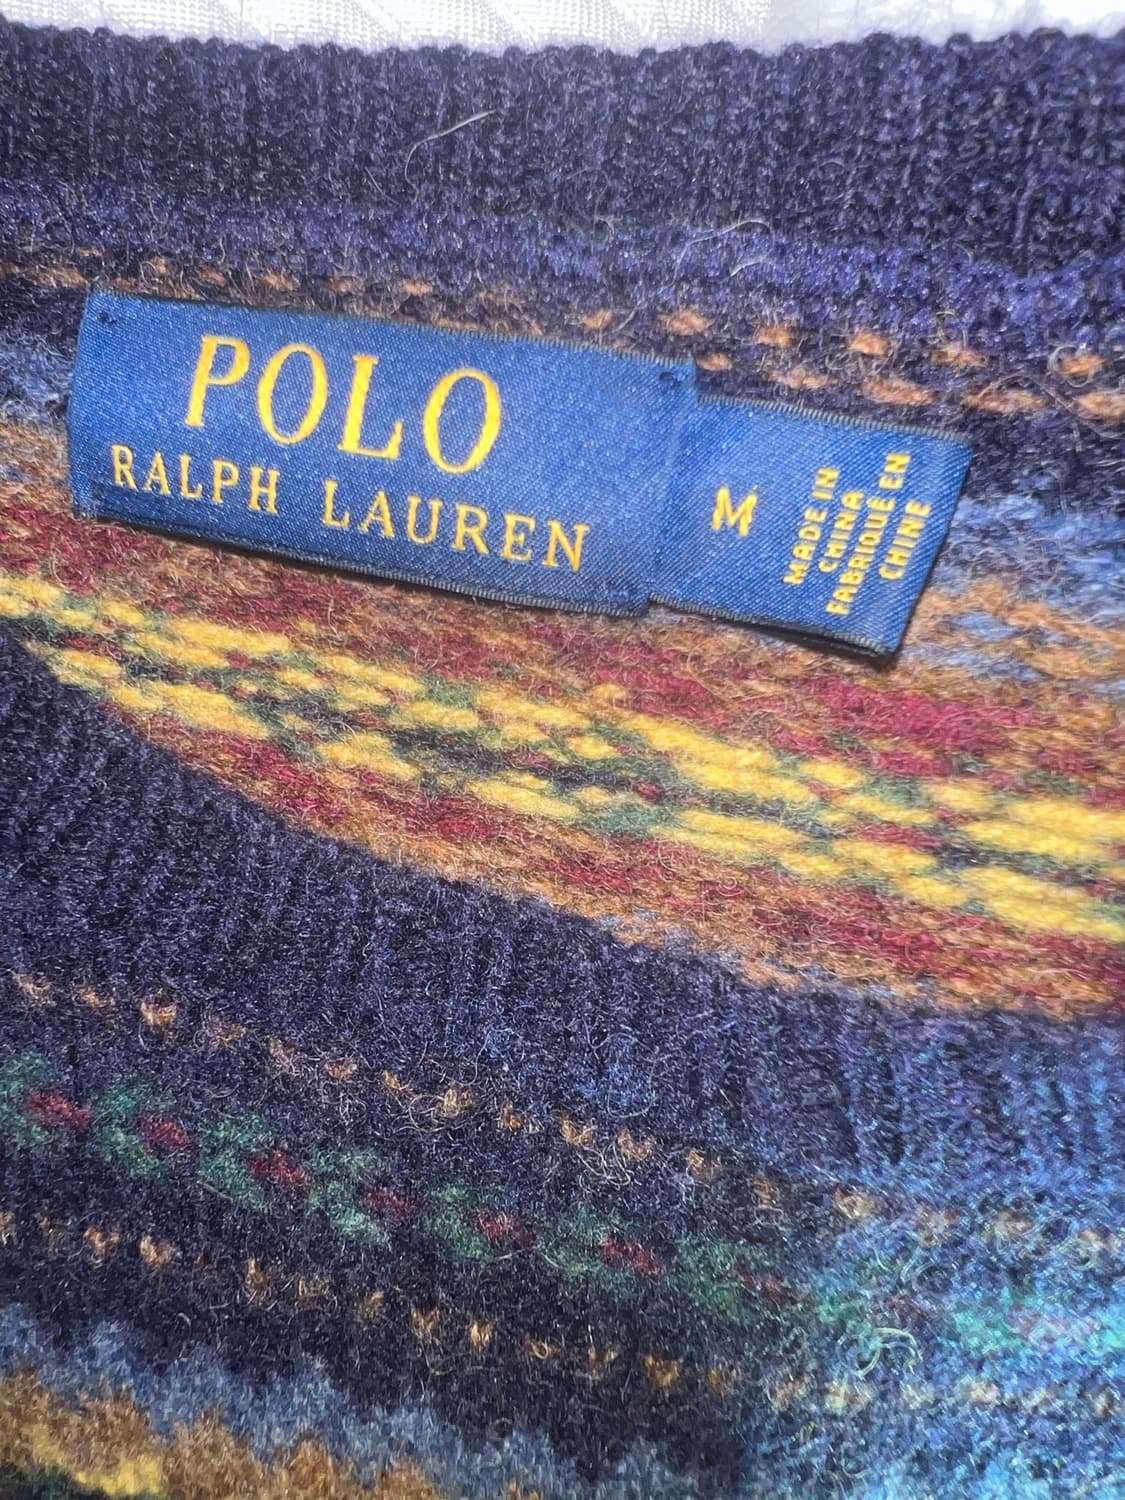 POLO
RALPH LAUREN
M
MADE IN
CHINA
FABRIQUÉ EN
CHINE